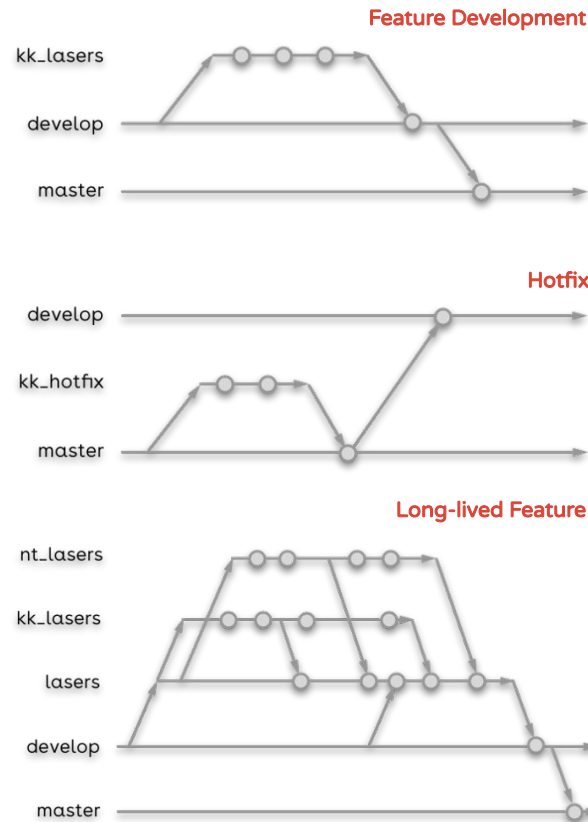 Feature Development
kk_lasers
develop
master
Hotfix
develop
kk_hotfix
master
Long-lived Feature
nt_lasers
kk_lasers
lasers
develop
master